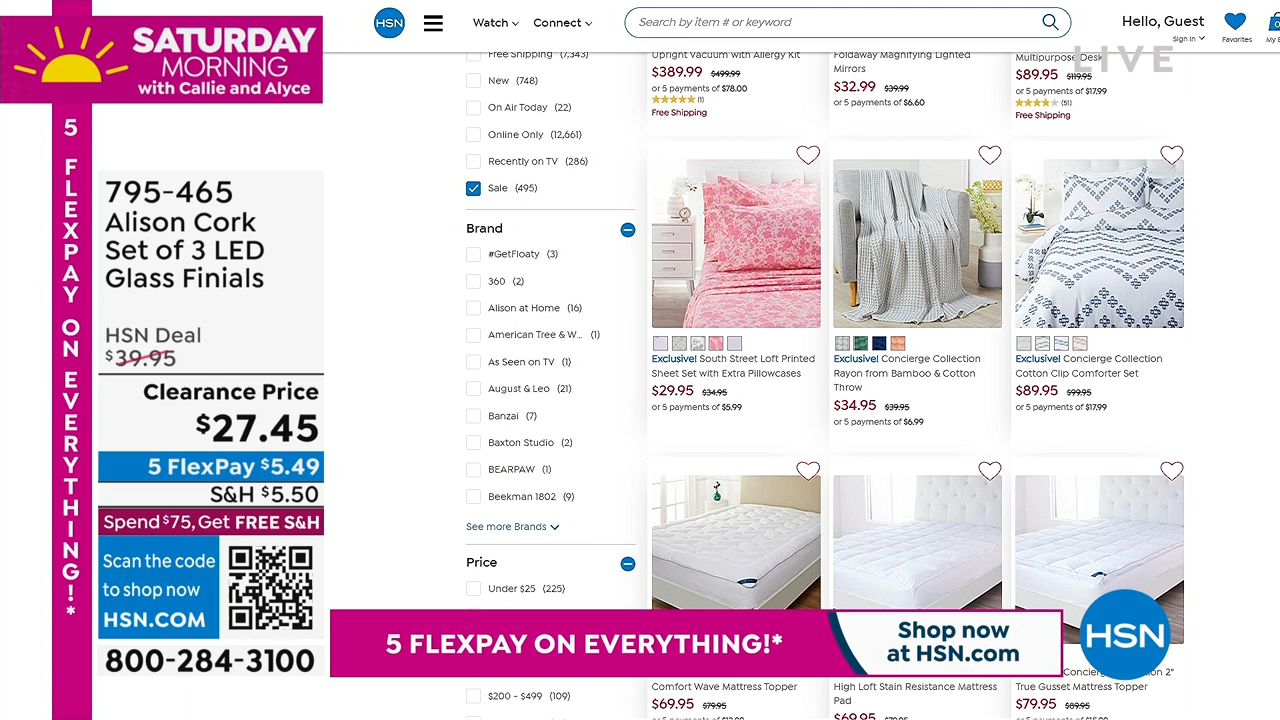 SATURDAY
MORNING
with Callie and Alyce
5 FLEXPAY ON EVERYTHING!*
795-465
Alison Cork
Set of 3 LED
Glass Finials
HSN Deal
$39.95
Clearance Price
$27.45
5 FlexPay $5.49
S&H $5.50
Spend $75, Get FREE S&H
Scan the code
to shop now
HSN.COM
800-284-3100
HSN
Watch
Connect
Search by item # or keyword
Hello, Guest
Sign In
Favorites
LIVE
Free Shipping (7,343)
New (748)
On Air Today (22)
Online Only (12,661)
Recently on TV (286)
Sale (495)
Brand
#GetFloaty (3)
360 (2)
Alison at Home (16)
American Tree & W... (1)
As Seen on TV (1)
August & Leo (21)
Banzai (7)
Baxton Studio (2)
BEARPAW (1)
Beekman 1802 (9)
See more Brands
Price
Under $25 (225)
$200 - $499 (109)
Upright Vacuum with Allergy Kit
$389.99 $499.99
or 5 payments of $78.00
(1)
Free Shipping
Foldaway Magnifying Lighted
Mirrors
$32.99 $39.99
or 5 payments of $6.60
Multipurpose Desk
$89.95 $119.95
or 5 payments of $17.99
(51)
Free Shipping
Exclusive! South Street Loft Printed
Sheet Set with Extra Pillowcases
$29.95 $34.95
or 5 payments of $5.99
Exclusive! Concierge Collection
Rayon from Bamboo & Cotton
Throw
$34.95 $39.95
or 5 payments of $6.99
Exclusive! Concierge Collection
Cotton Clip Comforter Set
$89.95 $99.95
or 5 payments of $17.99
Comfort Wave Mattress Topper
$69.95 $79.95
High Loft Stain Resistance Mattress
Pad
$69.95
2"
True Gusset Mattress Topper
$79.95 $89.95
5 FLEXPAY ON EVERYTHING!*
Shop now
at HSN.com
HSN